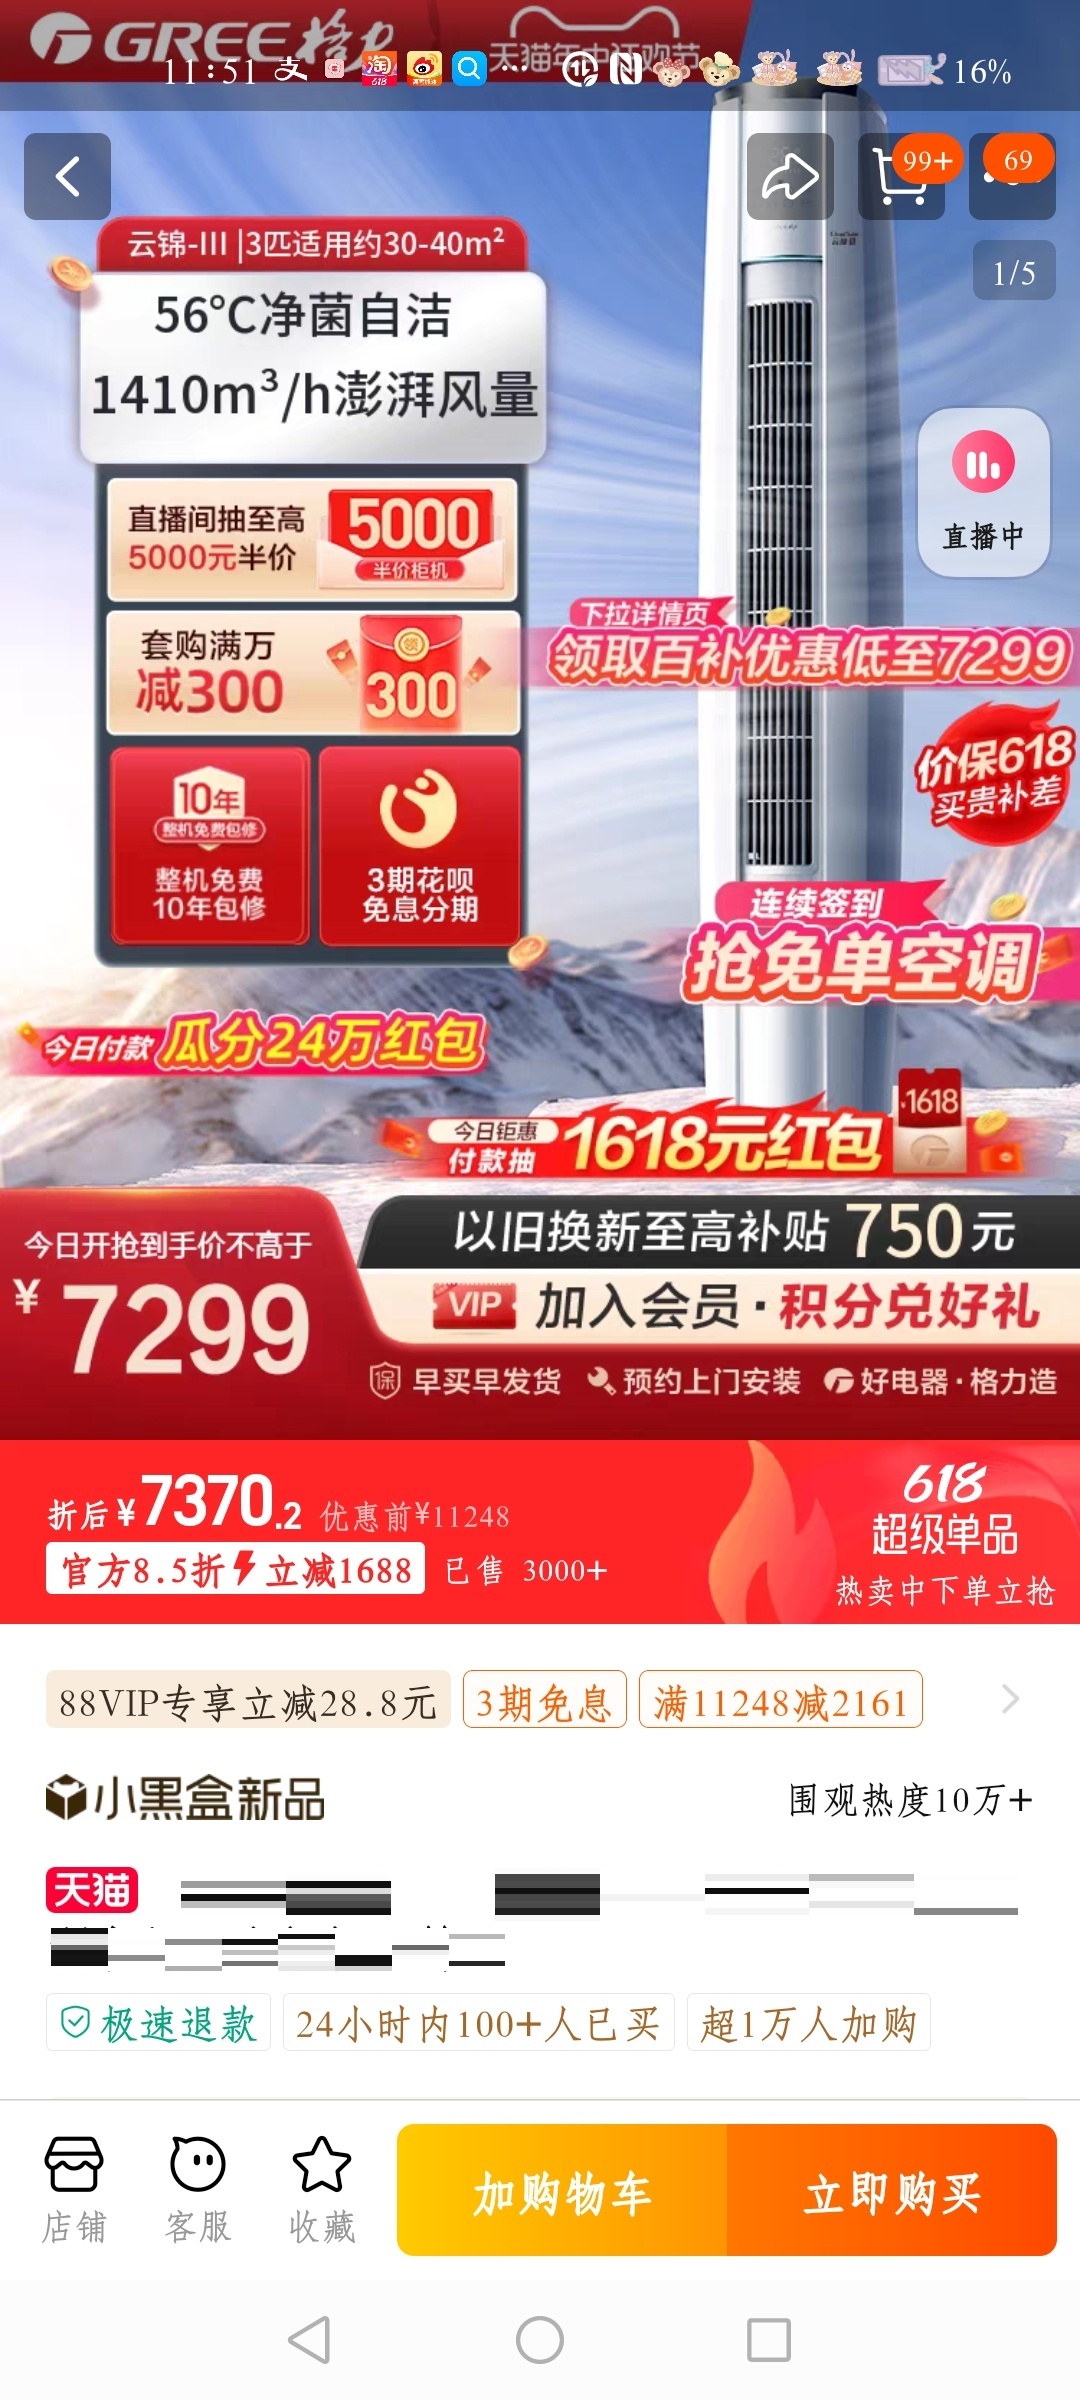 GREE格力
天猫年中狂欢节
11:51
16%
99+
69
1/5
云锦-III |3匹适用约30-40m²
56°C净菌自洁
1410m³/h澎湃风量
直播间抽至高
5000元半价
5000
半价柜机
直播中
套购满万
减300
领
300
下拉详情页
领取百补优惠低至7299
价保618
买贵补差
10年
整机免费包修
整机免费
10年包修
3期花呗
免息分期
连续签到
抢免单空调
今日付款 瓜分24万红包
今日钜惠
付款抽
1618元红包
1618
今日开抢到手价不高于
¥7299
以旧换新至高补贴 750元
VIP 加入会员·积分兑好礼
保 早买早发货 预约上门安装 好电器·格力造
折后¥7370.2 优惠前¥11248
官方8.5折 立减1688 已售 3000+
618
超级单品
热卖中下单立抢
88VIP专享立减28.8元 3期免息 满11248减2161
小黑盒新品 围观热度10万+
天猫
极速退款 24小时内100+人已买 超1万人加购
店铺 客服 收藏 加购物车 立即购买